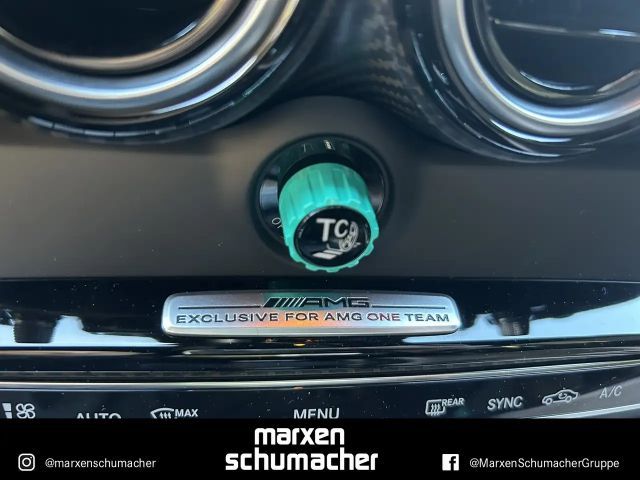 TC
AMG
EXCLUSIVE FOR AMG ONE TEAM
AUTO
MAX
MENU
REAR
SYNC
A/C
marxen
schumacher
@marxenschumacher
@MarxenSchumacherGruppe